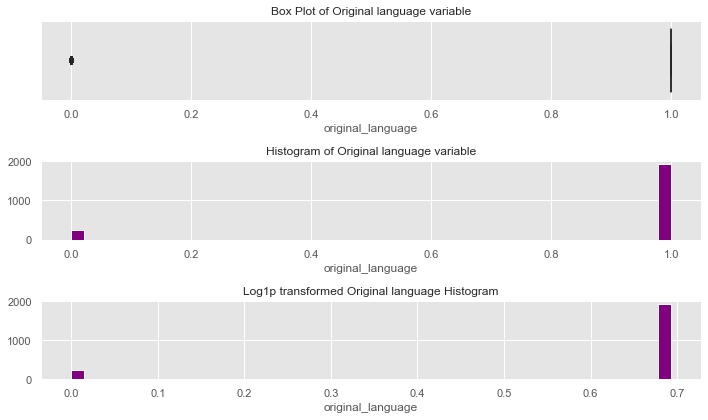 Box Plot of Original language variable
0.0 0.2 0.4 0.6 0.8 1.0
original_language
Histogram of Original language variable
2000
1000
0
0.0 0.2 0.4 0.6 0.8 1.0
original_language
Log1p transformed Original language Histogram
2000
1000
0
0.0 0.1 0.2 0.3 0.4 0.5 0.6 0.7
original_language